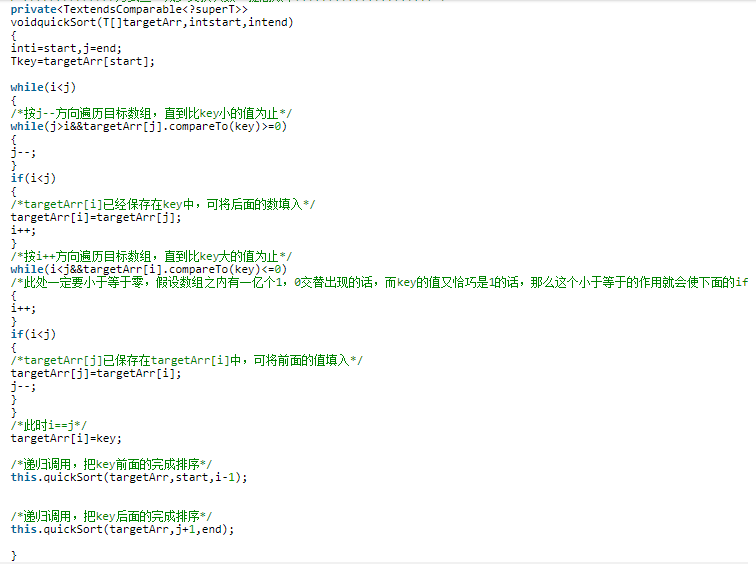 private<TextendsComparable<?superT>>
voidquickSort(T[]targetArr,intstart,intend)
{
inti=start,j=end;
Tkey=targetArr[start];
while(i<j)
{
/*按j--方向遍历目标数组，直到比key小的值为止*/
while(j>i&&targetArr[j].compareTo(key)>=0)
{
j--;
}
if(i<j)
{
/*targetArr[i]已经保存在key中，可将后面的数填入*/
targetArr[i]=targetArr[j];
i++;
}
/*按i++方向遍历目标数组，直到比key大的值为止*/
while(i<j&&targetArr[i].compareTo(key)<=0)
/*此处一定要小于等于零，假设数组之内有一亿个1，0交替出现的话，而key的值又恰巧是1的话，那么这个小于等于的作用就会使下面的if
{
i++;
}
if(i<j)
{
/*targetArr[j]已保存在targetArr[i]中，可将前面的值填入*/
targetArr[j]=targetArr[i];
j--;
}
}
/*此时i==j*/
targetArr[i]=key;
/*递归调用，把key前面的完成排序*/
this.quickSort(targetArr,start,i-1);
/*递归调用，把key后面的完成排序*/
this.quickSort(targetArr,j+1,end);
}